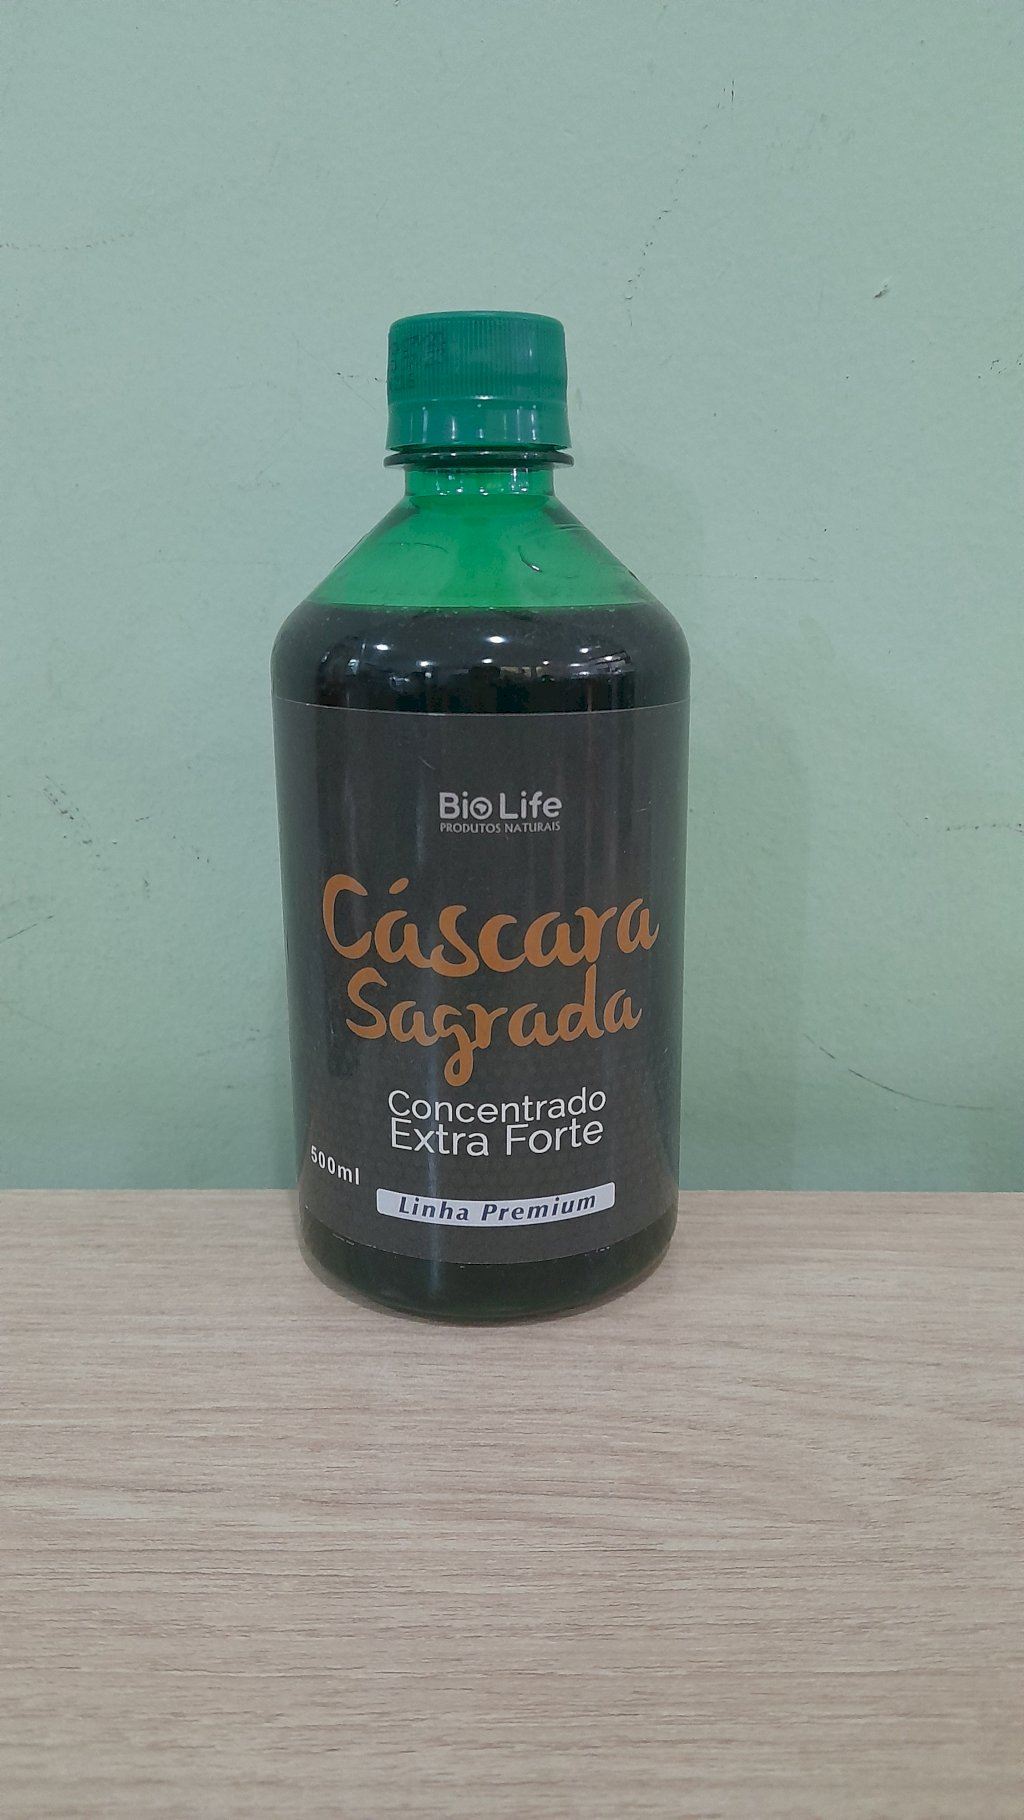 Bio Life
PRODUTOS NATURAIS
Cáscara
Sagrada
Concentrado
Extra Forte
500ml
Linha Premium